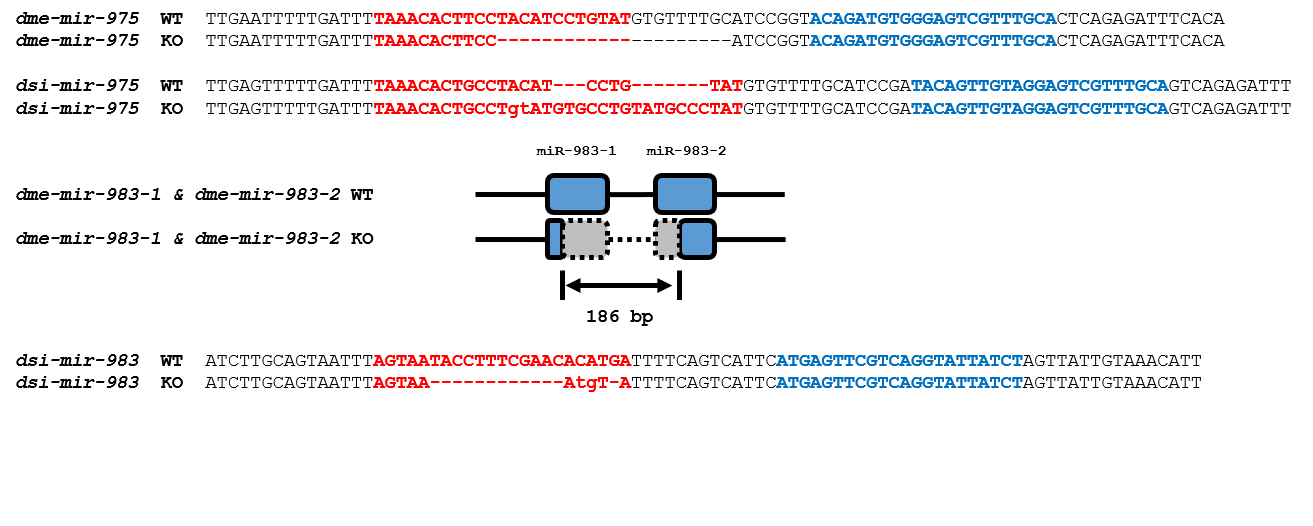 dme-mir-975 WT TTGAATTTTTGATTTTAAACACTTCCTACATCCTGTATGTGTTTTGCATCCGGTACAGATGTGGGAGTCGTTTGCACTCAGAGATTTCACA
dme-mir-975 KO TTGAATTTTTGATTTTAAACACTTCC---------------------ATCCGGTACAGATGTGGGAGTCGTTTGCACTCAGAGATTTCACA
dsi-mir-975 WT TTGAGTTTTTGATTTTAAACACTGCCTACAT---CCTG-------TATGTGTTTTGCATCCGATACAGTTGTAGGAGTCGTTTGCAGTCAGAGATTT
dsi-mir-975 KO TTGAGTTTTTGATTTTAAACACTGCCTgtATGTGCCTGTATGCCCTATGTGTTTTGCATCCGATACAGTTGTAGGAGTCGTTTGCAGTCAGAGATTT
miR-983-1 miR-983-2
dme-mir-983-1 & dme-mir-983-2 WT
dme-mir-983-1 & dme-mir-983-2 KO
186 bp
dsi-mir-983 WT ATCTTGCAGTAATTTAGTAATACCTTTCGAACACATGATTTTCAGTCATTCATGAGTTCGTCAGGTATTATCTAGTTATTGTAAACATT
dsi-mir-983 KO ATCTTGCAGTAATTTAGTAA------------AtgT-ATTTTCAGTCATTCATGAGTTCGTCAGGTATTATCTAGTTATTGTAAACATT